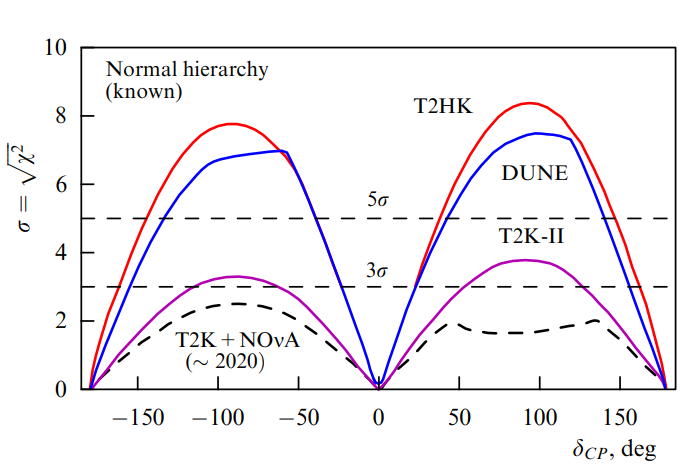 10
Normal hierarchy
(known)
T2HK
8
σ = √χ²
DUNE
6
5σ
T2K-II
4
3σ
2
T2K + NOνA
(∼ 2020)
0
−150 −100 −50 0 50 100 150
δCP, deg